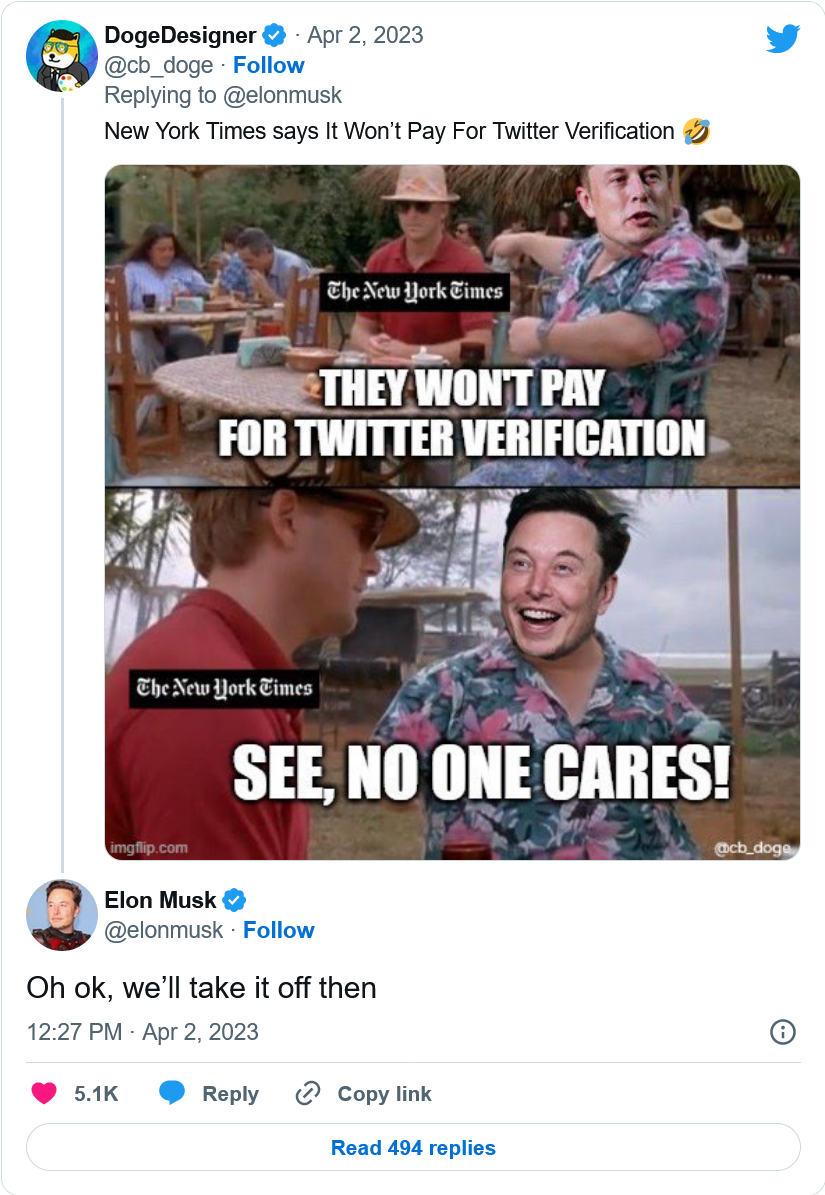 DogeDesigner · Apr 2, 2023
@cb_doge · Follow
Replying to @elonmusk
New York Times says It Won’t Pay For Twitter Verification 🤣
The New York Times
THEY WON'T PAY
FOR TWITTER VERIFICATION
The New York Times
SEE, NO ONE CARES!
imgflip.com
@cb_doge
Elon Musk
@elonmusk · Follow
Oh ok, we’ll take it off then
12:27 PM · Apr 2, 2023
5.1K Reply Copy link
Read 494 replies